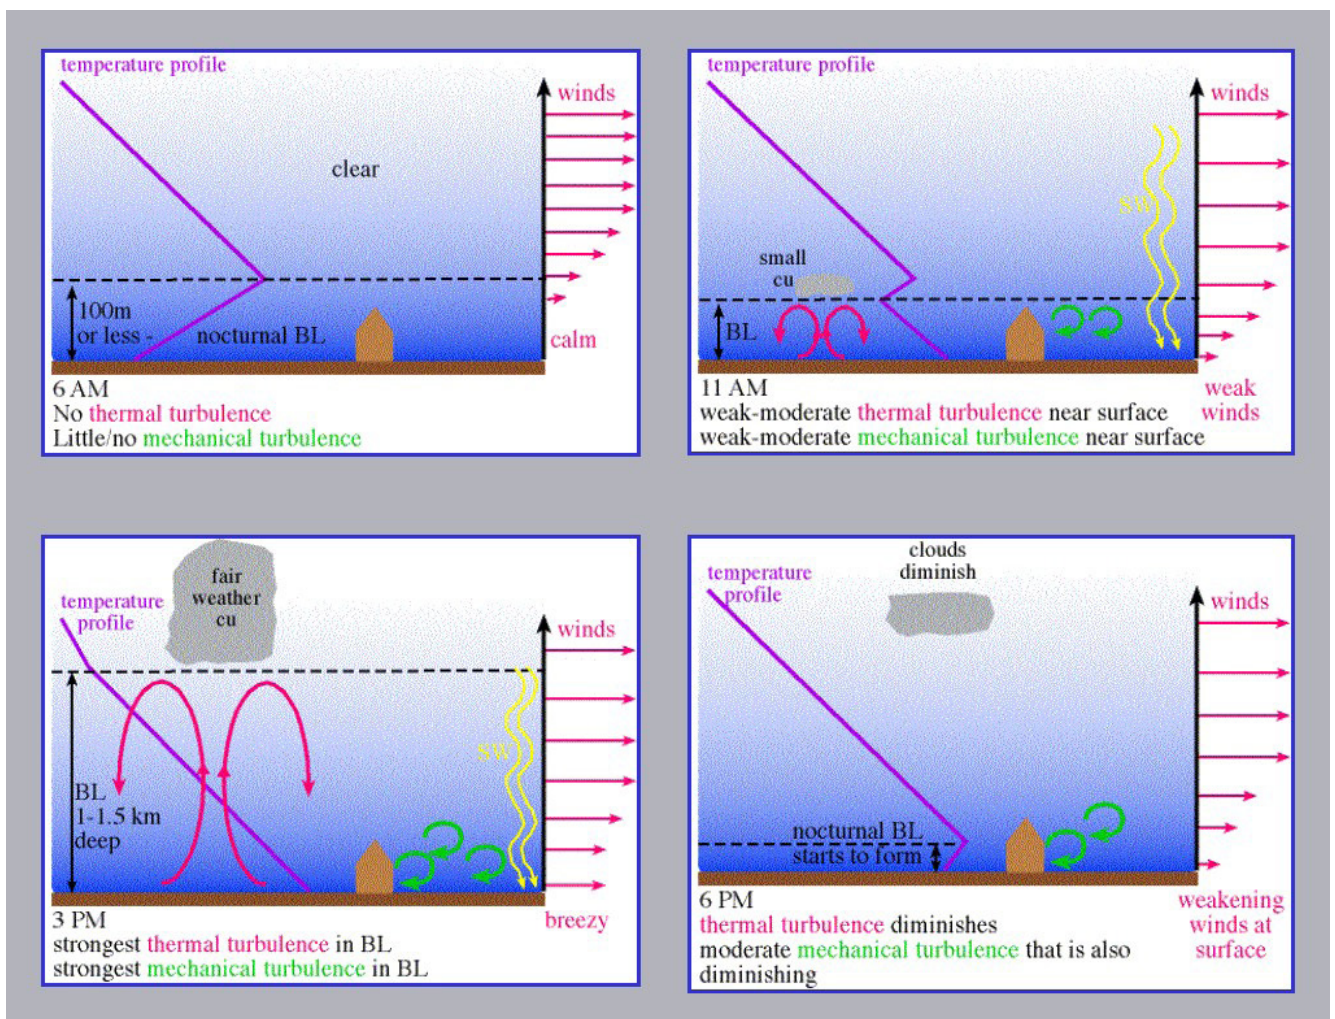 temperature profile
winds
clear
100m
or less -
nocturnal BL
calm
6 AM
No thermal turbulence
Little/no mechanical turbulence
temperature profile
winds
SW
small
cu
BL
11 AM
weak-moderate thermal turbulence near surface
weak-moderate mechanical turbulence near surface
weak
winds
fair
weather
cu
temperature
profile
winds
SW
BL
1-1.5 km
deep
3 PM
strongest thermal turbulence in BL
strongest mechanical turbulence in BL
breezy
clouds
diminish
temperature
profile
winds
nocturnal BL
starts to form
6 PM
thermal turbulence diminishes
moderate mechanical turbulence that is also
diminishing
weakening
winds at
surface